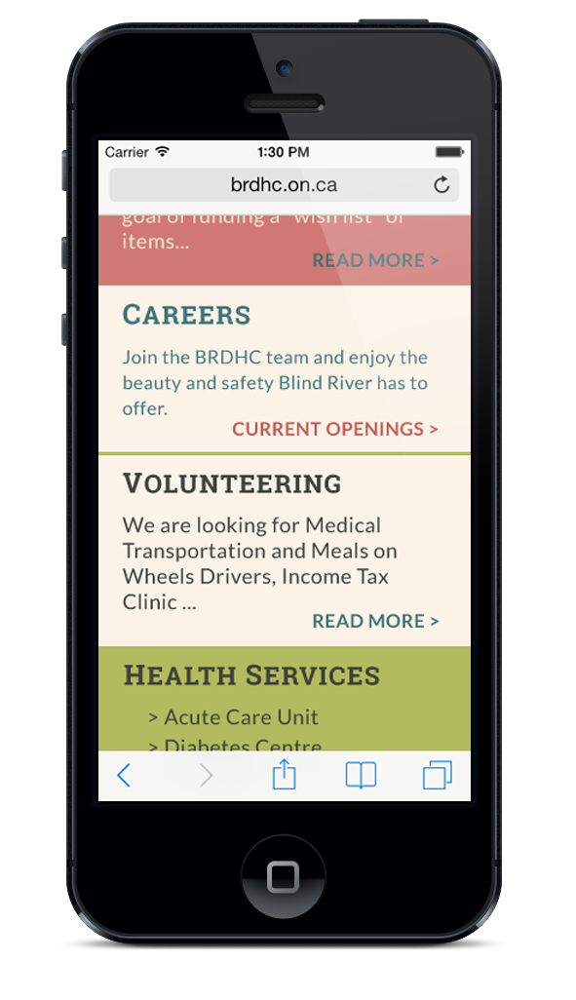 Carrier 1:30 PM
brdhc.on.ca
goal of funding a "wish list" of
items...
READ MORE >
CAREERS
Join the BRDHC team and enjoy the
beauty and safety Blind River has to
offer.
CURRENT OPENINGS >
VOLUNTEERING
We are looking for Medical
Transportation and Meals on
Wheels Drivers, Income Tax
Clinic ...
READ MORE >
HEALTH SERVICES
> Acute Care Unit
> Diabetes Centre